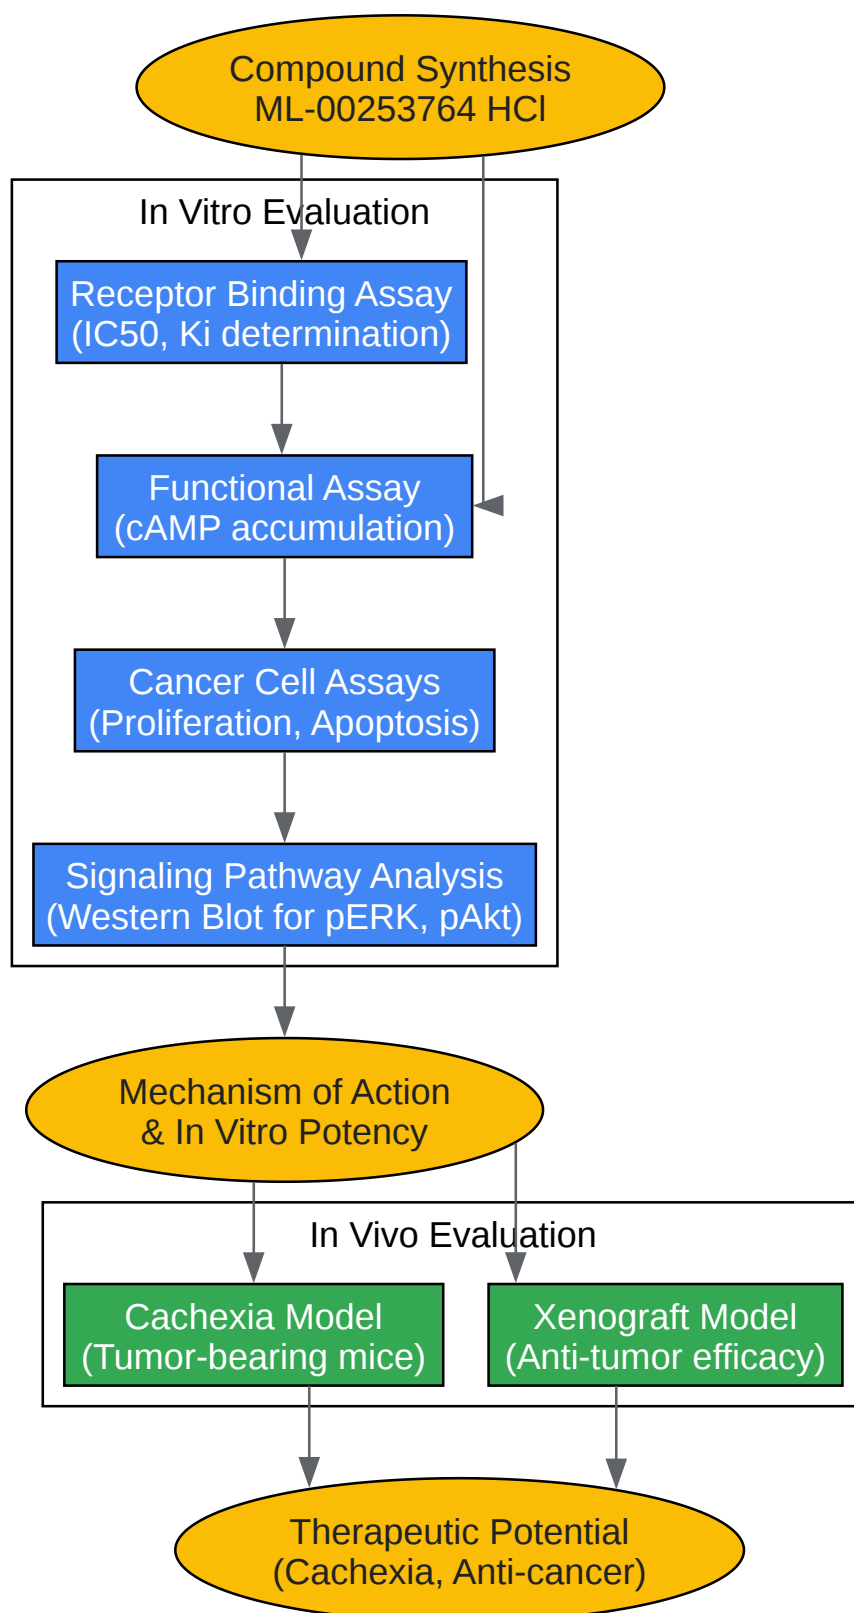 Compound Synthesis
ML-00253764 HCl
In Vitro Evaluation
Receptor Binding Assay
(IC50, Ki determination)
Functional Assay
(cAMP accumulation)
Cancer Cell Assays
(Proliferation, Apoptosis)
Signaling Pathway Analysis
(Western Blot for pERK, pAkt)
Mechanism of Action
& In Vitro Potency
In Vivo Evaluation
Cachexia Model
(Tumor-bearing mice)
Xenograft Model
(Anti-tumor efficacy)
Therapeutic Potential
(Cachexia, Anti-cancer)